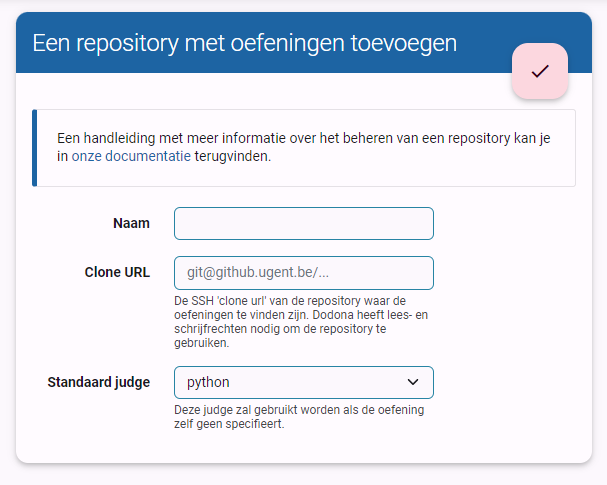 Een repository met oefeningen toevoegen
Een handleiding met meer informatie over het beheren van een repository kan je
in onze documentatie terugvinden.
Naam
Clone URL
git@github.ugent.be/...
De SSH 'clone url' van de repository waar de
oefeningen te vinden zijn. Dodona heeft lees- en
schrijfrechten nodig om de repository te
gebruiken.
Standaard judge
python
Deze judge zal gebruikt worden als de oefening
zelf geen specifieert.